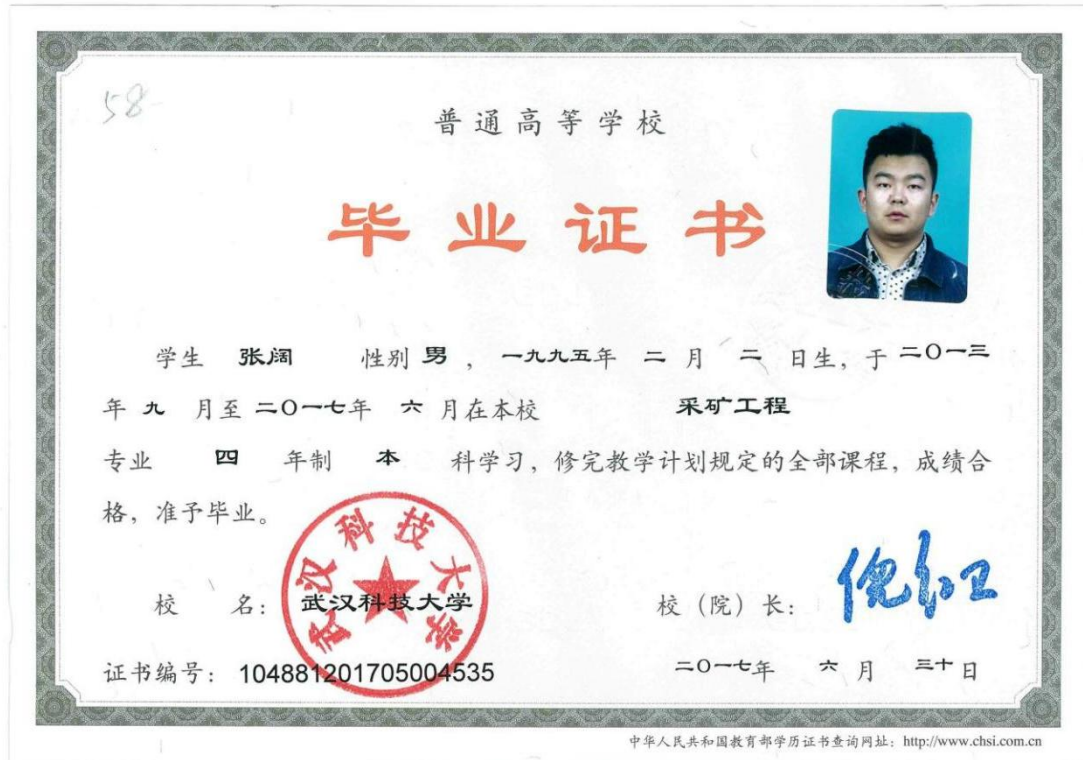 58
普通高等学校
毕业证书
学生 张阔 性别 男 ，一九九五年 二 月 二 日生，于 二〇一三
年 九 月至 二〇一七年 六 月在本校 采矿工程
专业 四 年制 本 科学习，修完教学计划规定的全部课程，成绩合
格，准予毕业。
武汉科技大学
校 名： 武汉科技大学 校（院）长： 倪红卫
证书编号： 104881201705004535 二〇一七年 六 月 三十 日
中华人民共和国教育部学历证书查询网址：http://www.chsi.com.cn